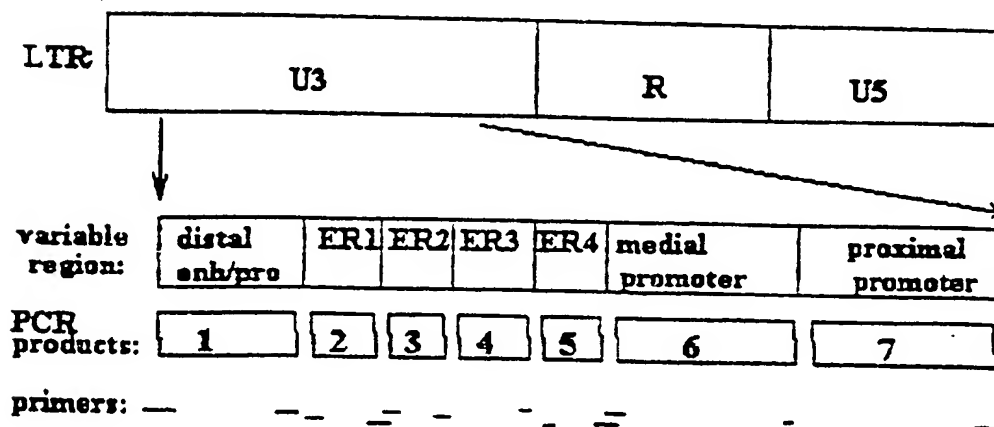 LTR: U3 R U5
variable region: distal enh/pro ER1 ER2 ER3 ER4 medial promoter proximal promoter
PCR products: 1 2 3 4 5 6 7
primers: